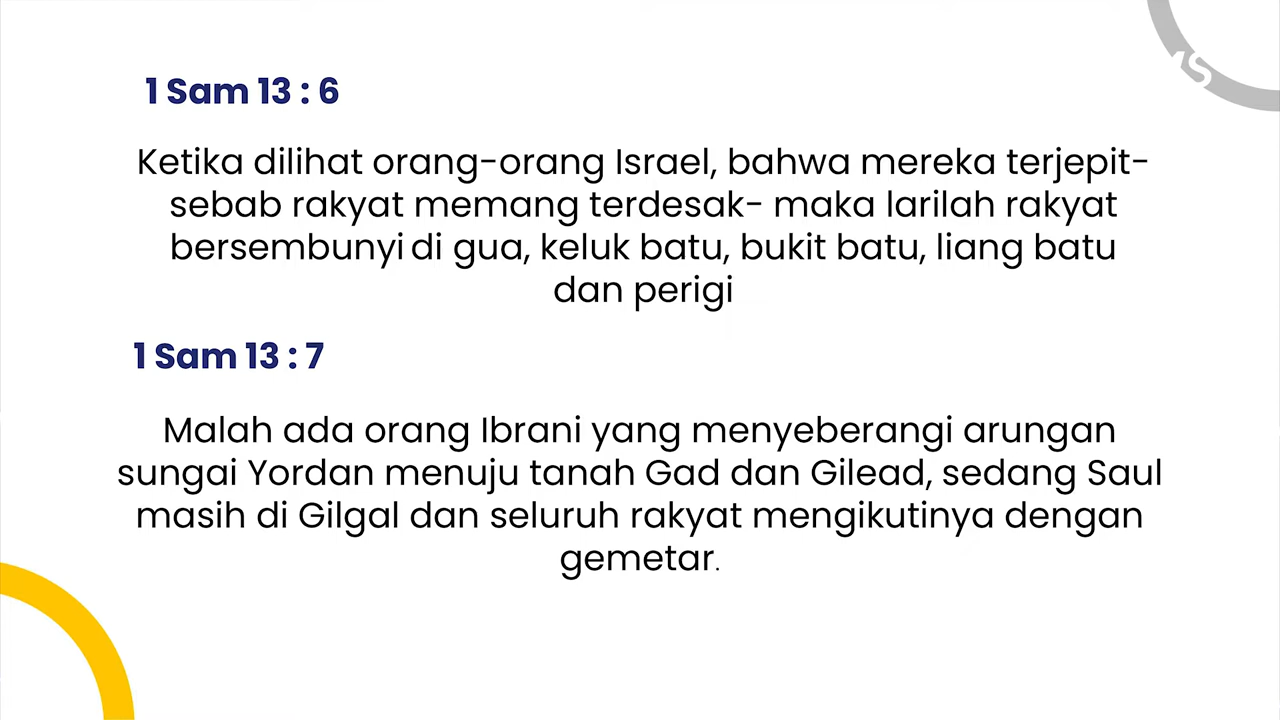 1 Sam 13 : 6
Ketika dilihat orang-orang Israel, bahwa mereka terjepit-
sebab rakyat memang terdesak- maka larilah rakyat
bersembunyi di gua, keluk batu, bukit batu, liang batu
dan perigi
1 Sam 13 : 7
Malah ada orang Ibrani yang menyeberangi arungan
sungai Yordan menuju tanah Gad dan Gilead, sedang Saul
masih di Gilgal dan seluruh rakyat mengikutinya dengan
gemetar.